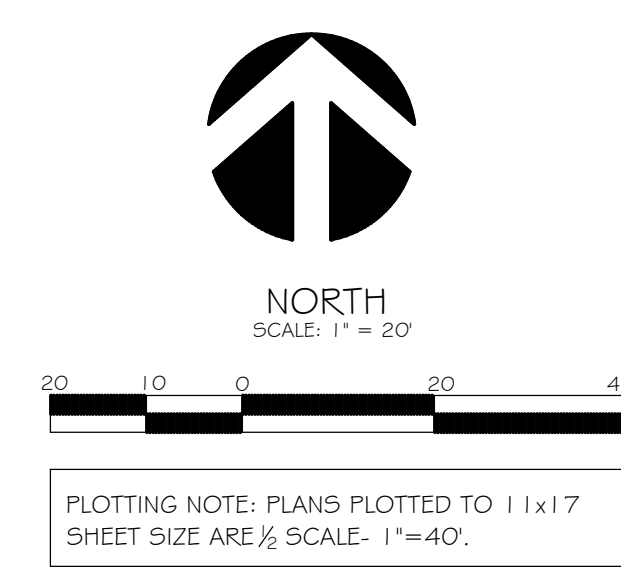 NORTH
SCALE: 1" = 20'
20 10 0 20 4
PLOTTING NOTE: PLANS PLOTTED TO 11x17
SHEET SIZE ARE ½ SCALE- 1"=40'.